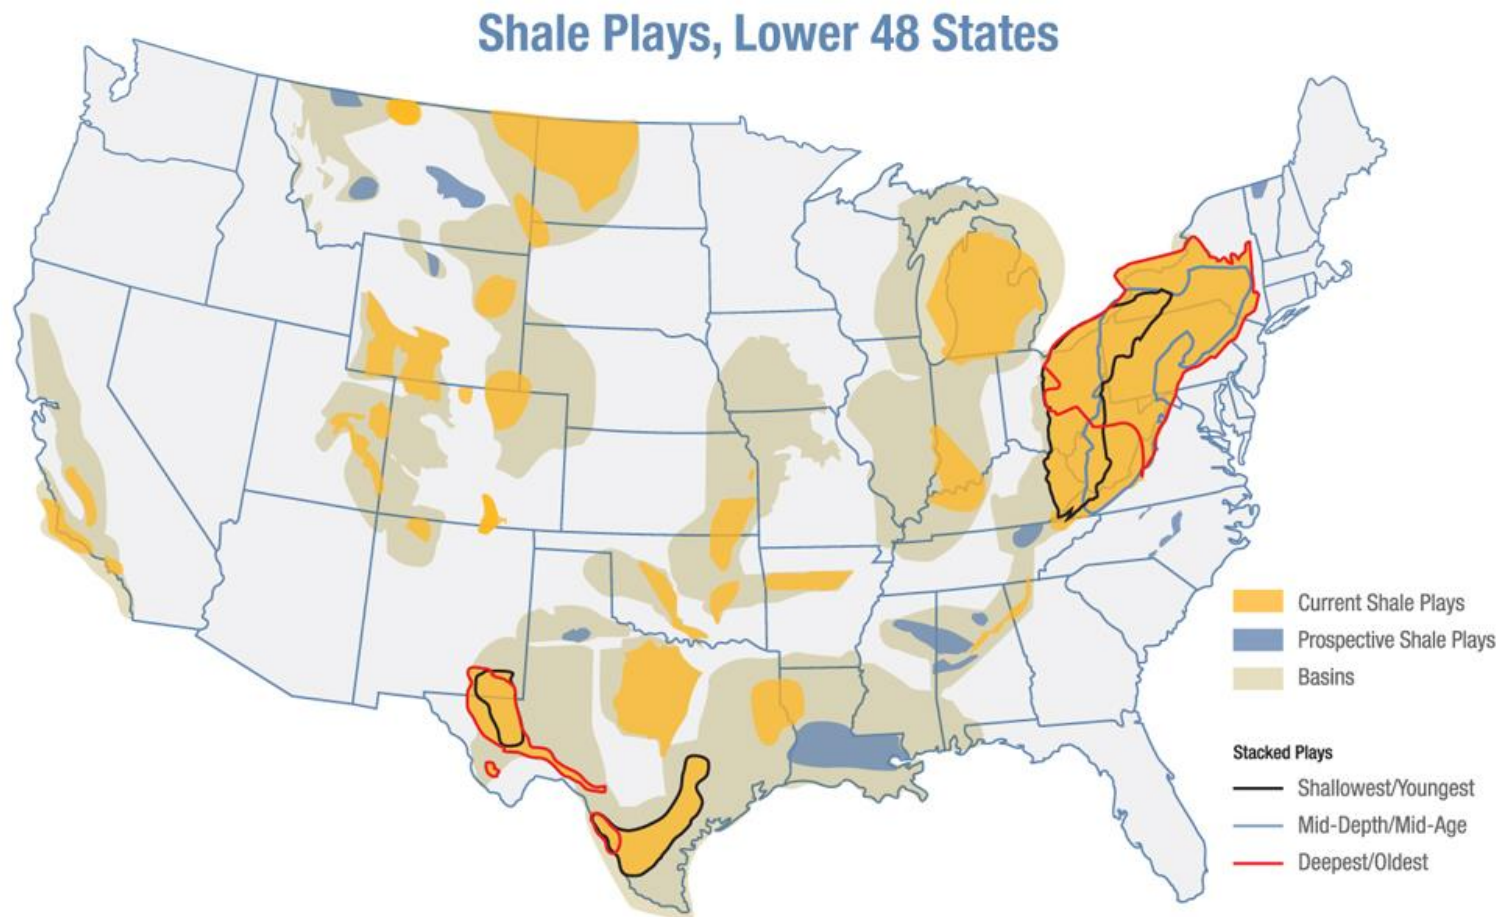 Shale Plays, Lower 48 States
Current Shale Plays
Prospective Shale Plays
Basins
Stacked Plays
Shallowest/Youngest
Mid-Depth/Mid-Age
Deepest/Oldest